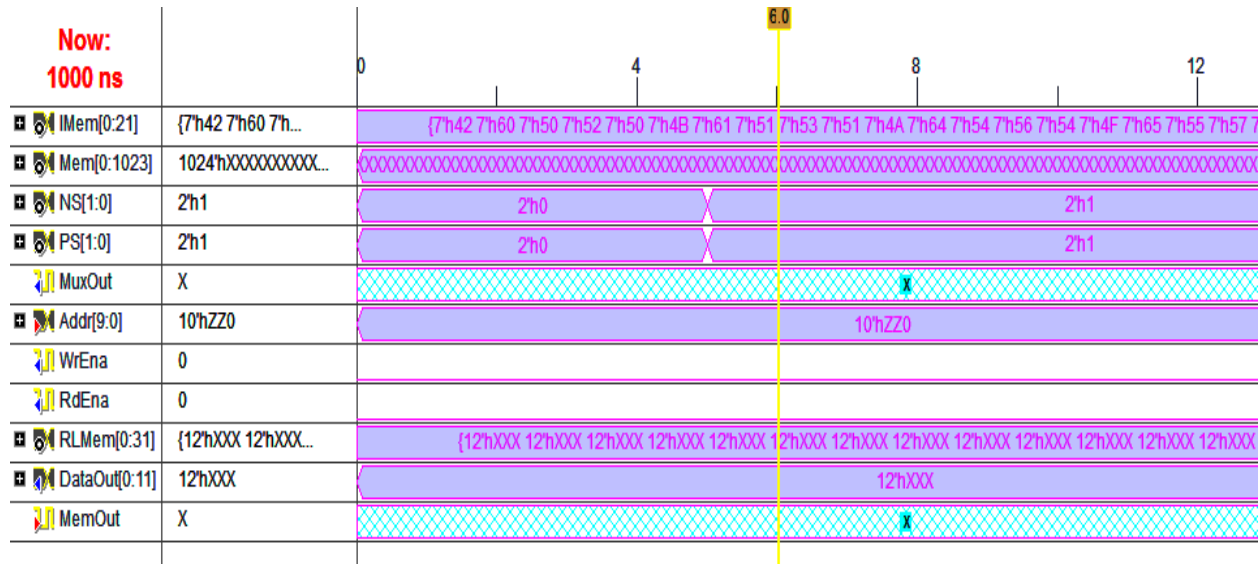 6.0
Now:
1000 ns
0 4 8 12
IMem[0:21] {7'h42 7'h60 7'h... {7'h42 7'h60 7'h50 7'h52 7'h50 7'h4B 7'h61 7'h51 7'h53 7'h51 7'h4A 7'h64 7'h54 7'h56 7'h54 7'h4F 7'h65 7'h55 7'h57 7
Mem[0:1023] 1024'hXXXXXXXXXX...
NS[1:0] 2'h1 2'h0 2'h1
PS[1:0] 2'h1 2'h0 2'h1
MuxOut X X
Addr[9:0] 10'hZZ0 10'hZZ0
WrEna 0
RdEna 0
RLMem[0:31] {12'hXXX 12'hXXX... {12'hXXX 12'hXXX 12'hXXX 12'hXXX 12'hXXX 12'hXXX 12'hXXX 12'hXXX 12'hXXX 12'hXXX 12'hXXX 12'hXXX 12'hXXX
DataOut[0:11] 12'hXXX 12'hXXX
MemOut X X